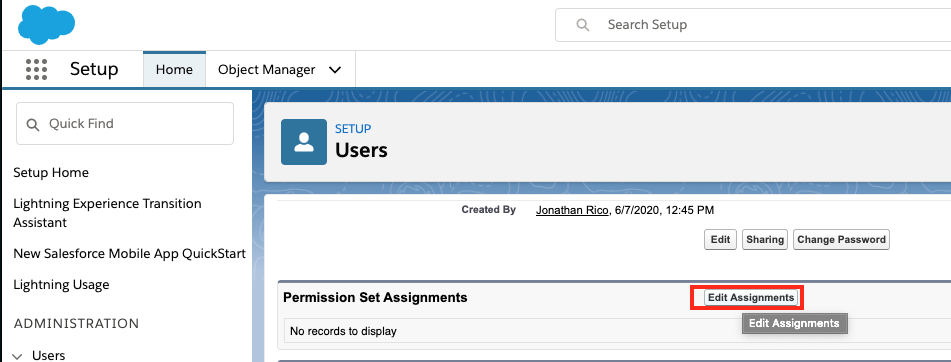 Search Setup
Setup
Home
Object Manager
Quick Find
Setup Home
Lightning Experience Transition
Assistant
New Salesforce Mobile App QuickStart
Lightning Usage
ADMINISTRATION
Users
SETUP
Users
Created By Jonathan Rico, 6/7/2020, 12:45 PM
Edit Sharing Change Password
Permission Set Assignments Edit Assignments
Edit Assignments
No records to display